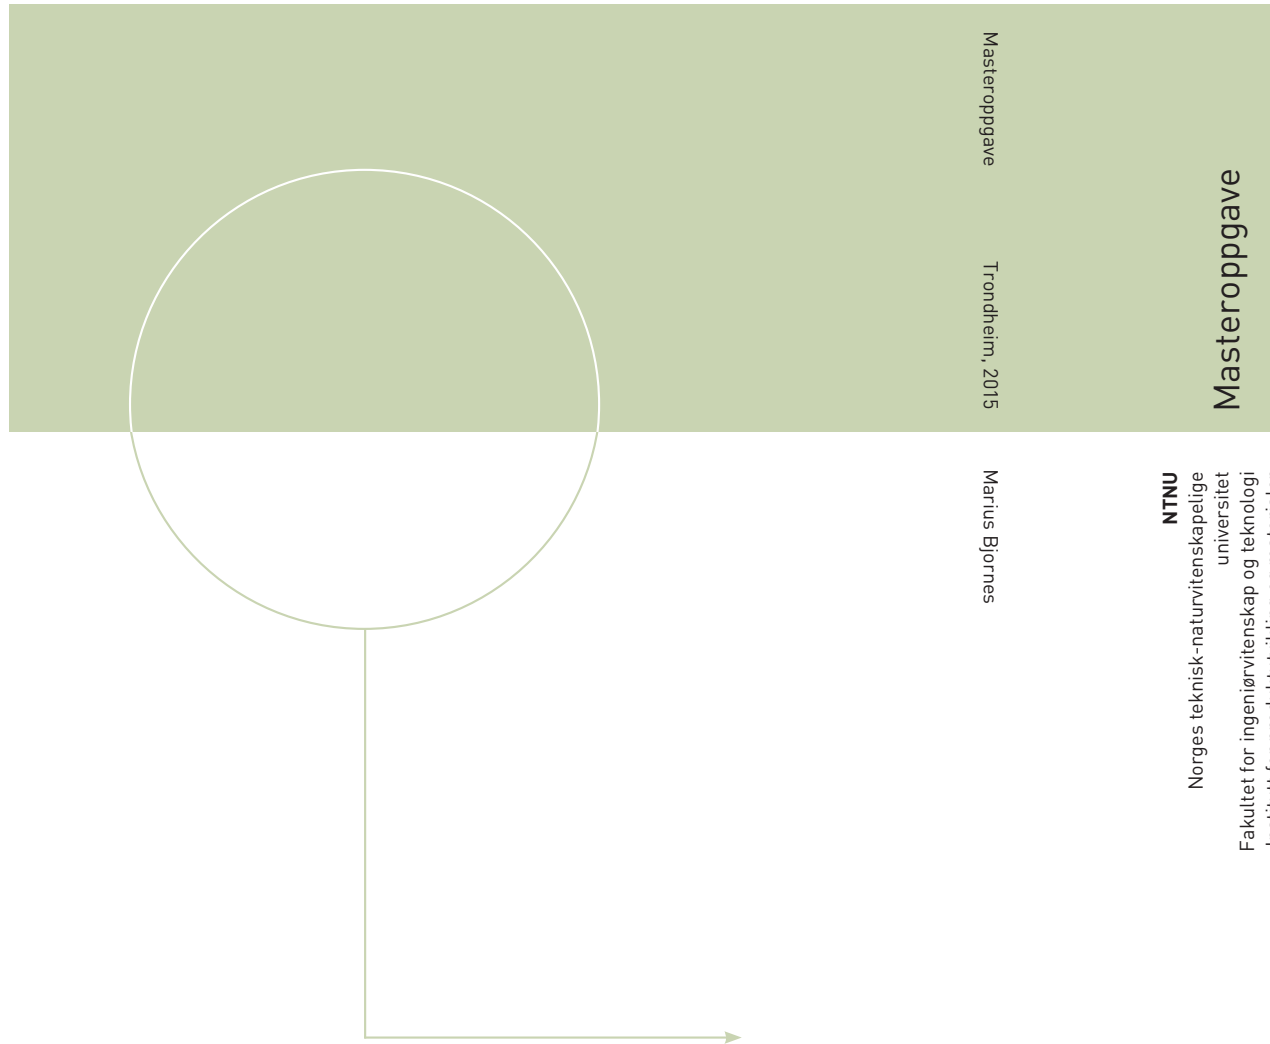 Masteroppgave
Trondheim, 2015
Marius Bjornes
Masteroppgave
NTNU
Norges teknisk-naturvitenskapelige
universitet
Fakultet for ingeniørvitenskap og teknologi